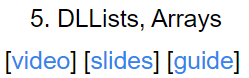 5. DLLists, Arrays
[video] [slides] [guide]